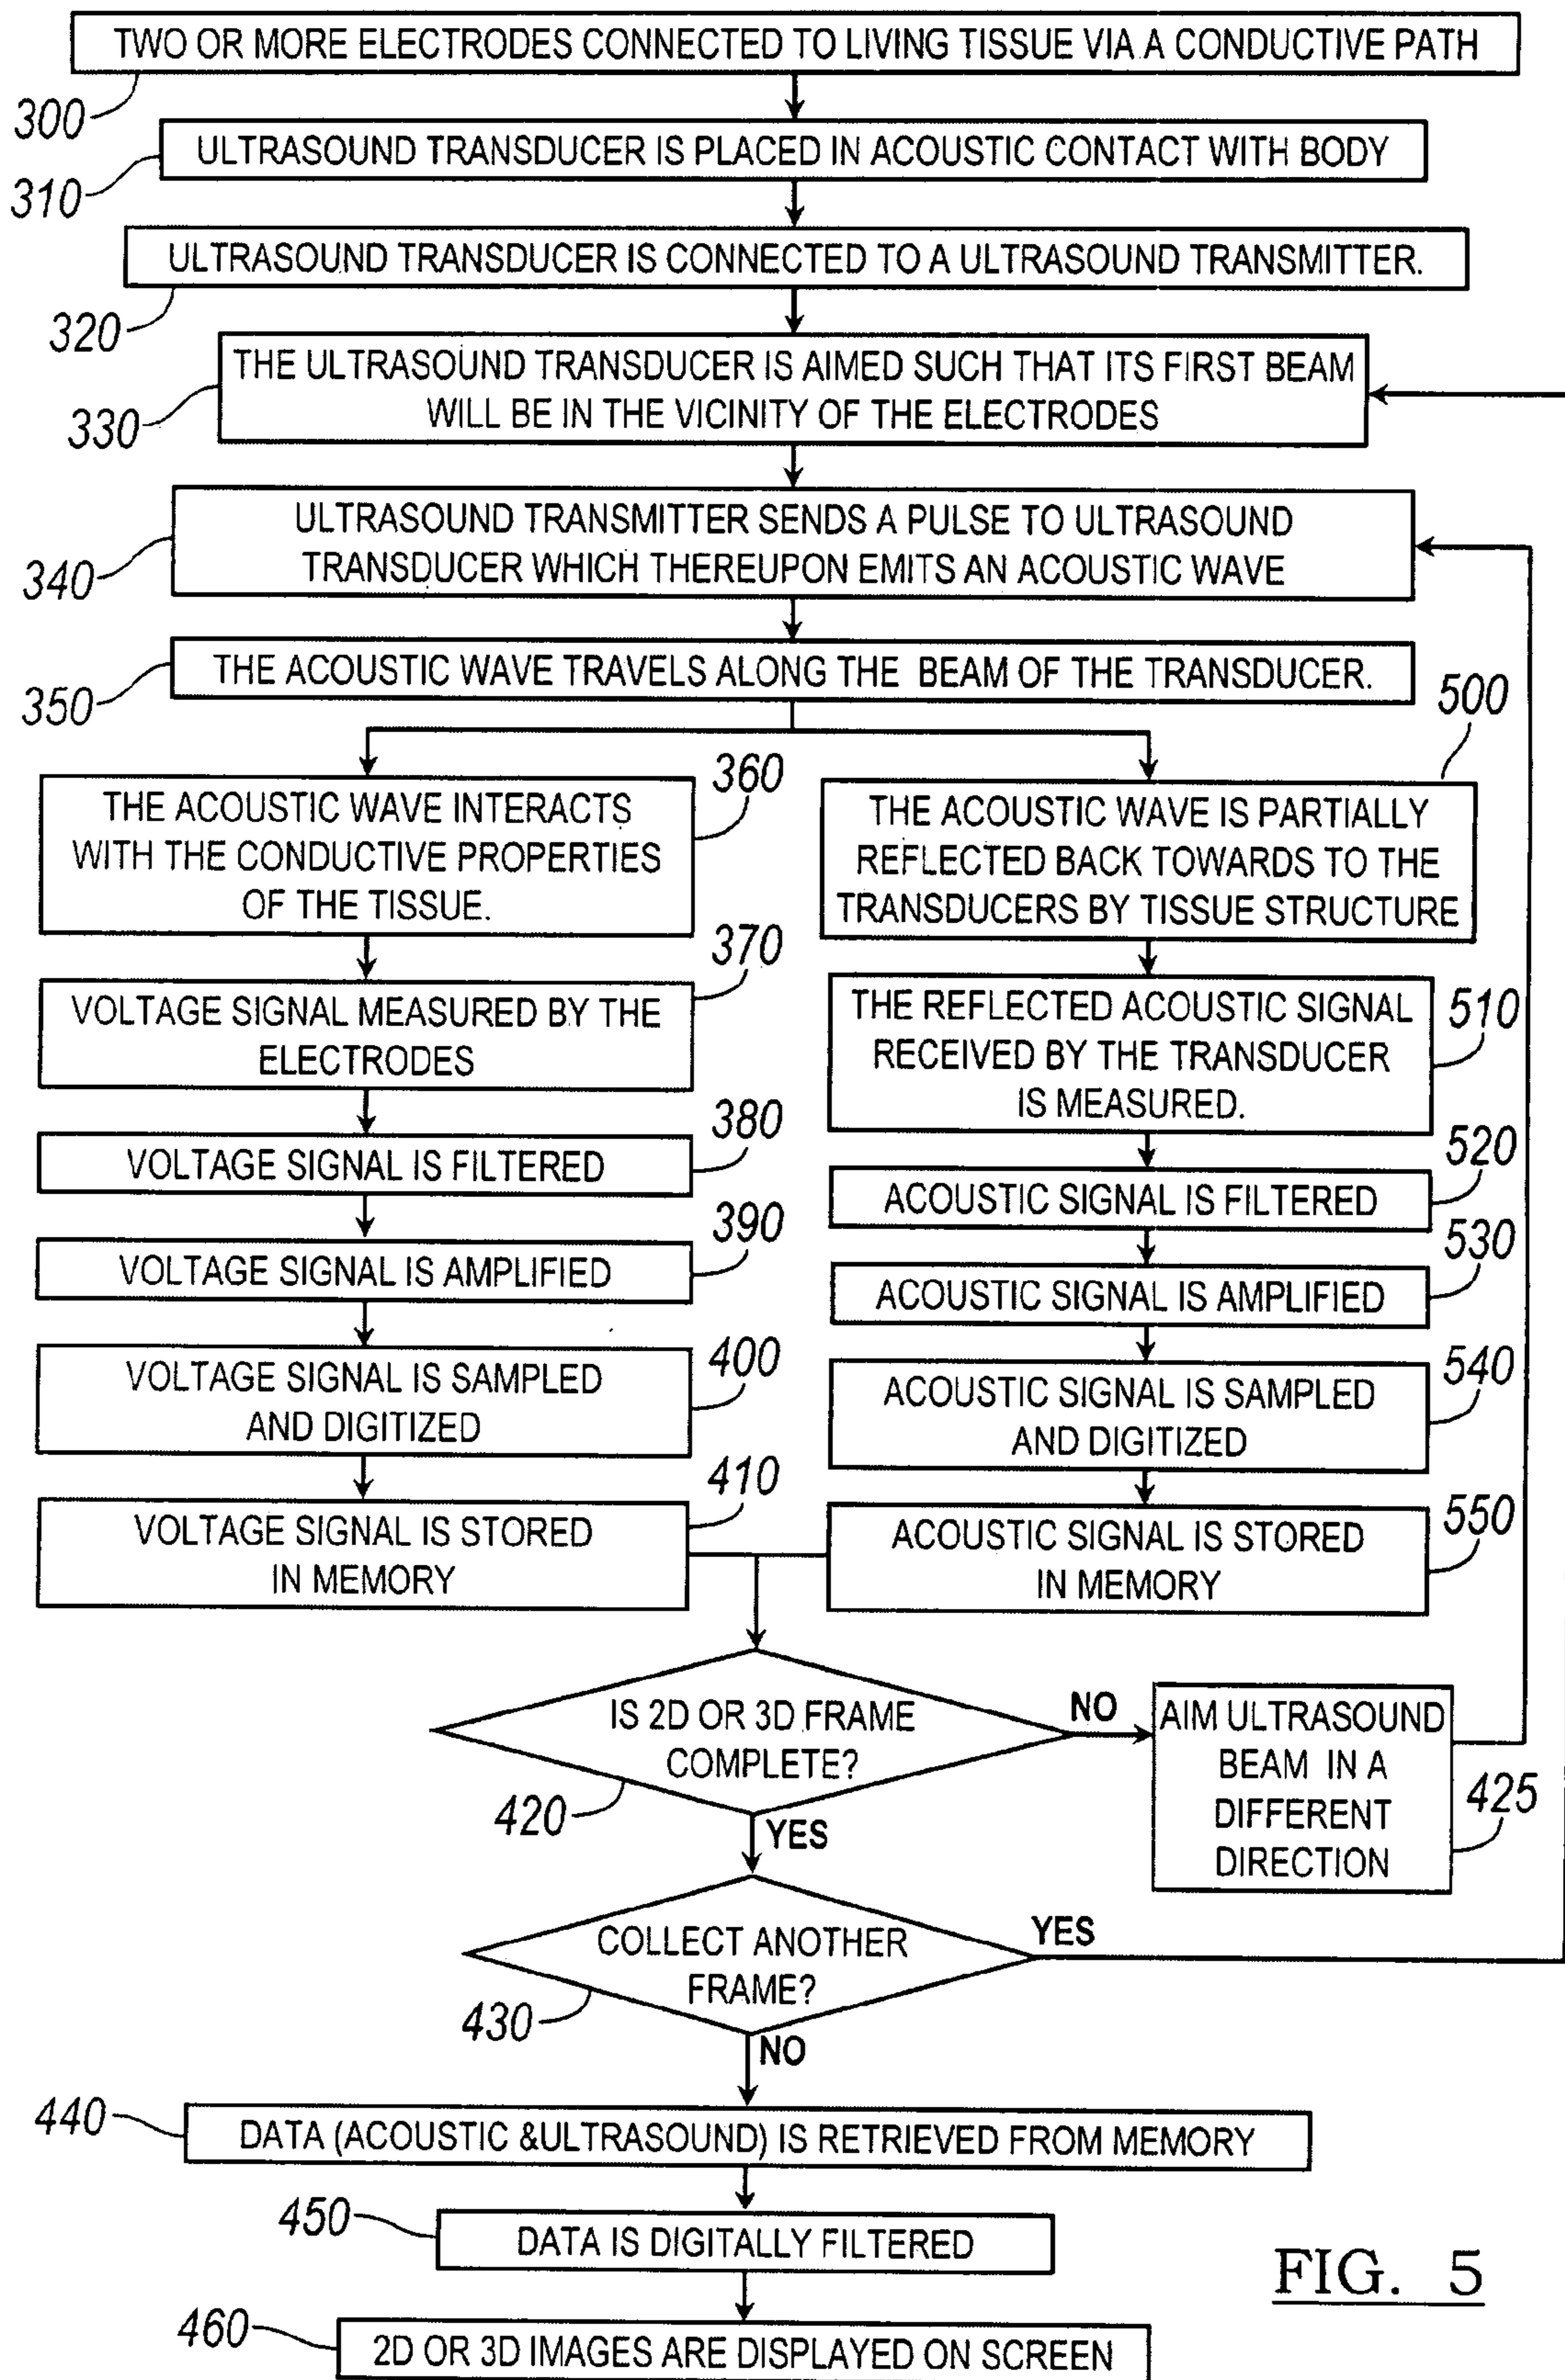 TWO OR MORE ELECTRODES CONNECTED TO LIVING TISSUE VIA A CONDUCTIVE PATH
300
ULTRASOUND TRANSDUCER IS PLACED IN ACOUSTIC CONTACT WITH BODY
310
ULTRASOUND TRANSDUCER IS CONNECTED TO A ULTRASOUND TRANSMITTER.
320
THE ULTRASOUND TRANSDUCER IS AIMED SUCH THAT ITS FIRST BEAM
WILL BE IN THE VICINITY OF THE ELECTRODES
330
ULTRASOUND TRANSMITTER SENDS A PULSE TO ULTRASOUND
TRANSDUCER WHICH THEREUPON EMITS AN ACOUSTIC WAVE
340
THE ACOUSTIC WAVE TRAVELS ALONG THE BEAM OF THE TRANSDUCER.
350
360
THE ACOUSTIC WAVE INTERACTS
WITH THE CONDUCTIVE PROPERTIES
OF THE TISSUE.
370
VOLTAGE SIGNAL MEASURED BY THE
ELECTRODES
380
VOLTAGE SIGNAL IS FILTERED
390
VOLTAGE SIGNAL IS AMPLIFIED
400
VOLTAGE SIGNAL IS SAMPLED
AND DIGITIZED
410
VOLTAGE SIGNAL IS STORED
IN MEMORY
500
THE ACOUSTIC WAVE IS PARTIALLY
REFLECTED BACK TOWARDS TO THE
TRANSDUCERS BY TISSUE STRUCTURE
510
THE REFLECTED ACOUSTIC SIGNAL
RECEIVED BY THE TRANSDUCER
IS MEASURED.
520
ACOUSTIC SIGNAL IS FILTERED
530
ACOUSTIC SIGNAL IS AMPLIFIED
540
ACOUSTIC SIGNAL IS SAMPLED
AND DIGITIZED
550
ACOUSTIC SIGNAL IS STORED
IN MEMORY
IS 2D OR 3D FRAME
COMPLETE?
420
NO
AIM ULTRASOUND
BEAM IN A
DIFFERENT
DIRECTION
425
YES
COLLECT ANOTHER
FRAME?
430
YES
NO
440
DATA (ACOUSTIC &ULTRASOUND) IS RETRIEVED FROM MEMORY
450
DATA IS DIGITALLY FILTERED
460
2D OR 3D IMAGES ARE DISPLAYED ON SCREEN
FIG. 5